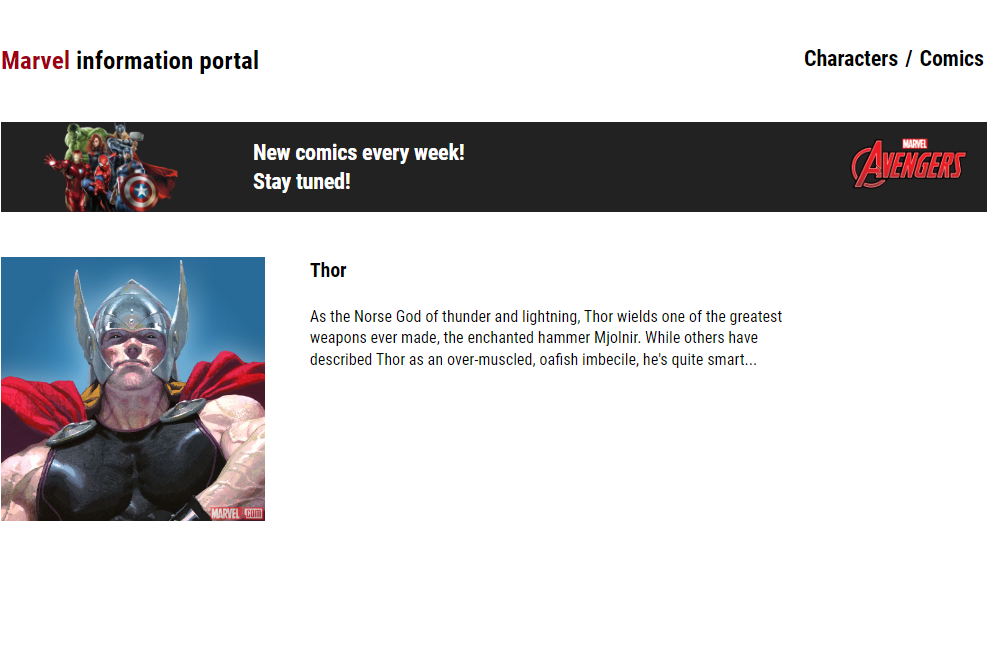 Marvel information portal
Characters / Comics
New comics every week!
Stay tuned!
MARVEL
AVENGERS
Thor
As the Norse God of thunder and lightning, Thor wields one of the greatest
weapons ever made, the enchanted hammer Mjolnir. While others have
described Thor as an over-muscled, oafish imbecile, he's quite smart...
MARVEL.COM